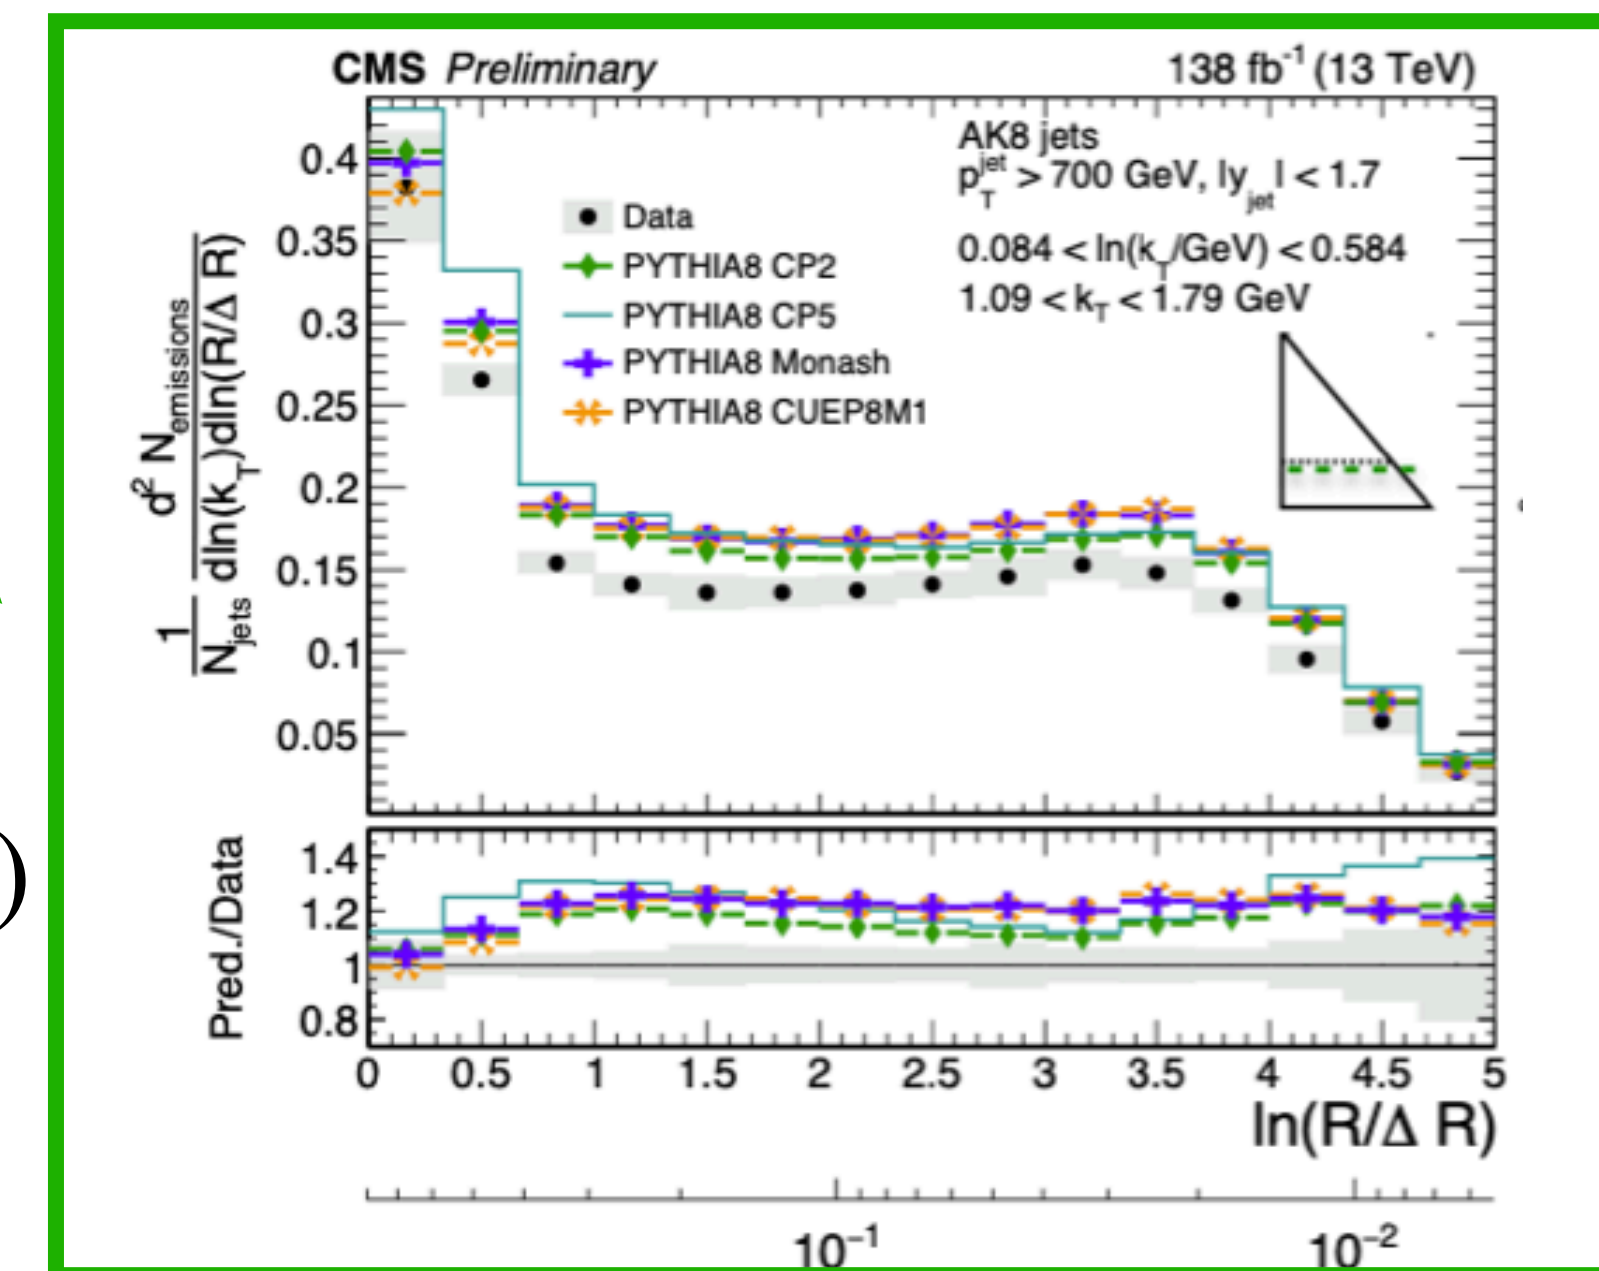 CMS Preliminary 138 fb⁻¹ (13 TeV)
AK8 jets
p_T^jet > 700 GeV, |y_jet| < 1.7
0.084 < ln(k_T/GeV) < 0.584
1.09 < k_T < 1.79 GeV
Data
PYTHIA8 CP2
PYTHIA8 CP5
PYTHIA8 Monash
PYTHIA8 CUEP8M1
1 d² N_emissions
N_jets dln(k_T)dln(R/Δ R)
0.4
0.35
0.3
0.25
0.2
0.15
0.1
0.05
Pred./Data
1.4
1.2
1
0.8
)
0 0.5 1 1.5 2 2.5 3 3.5 4 4.5 5
ln(R/Δ R)
10⁻¹ 10⁻²